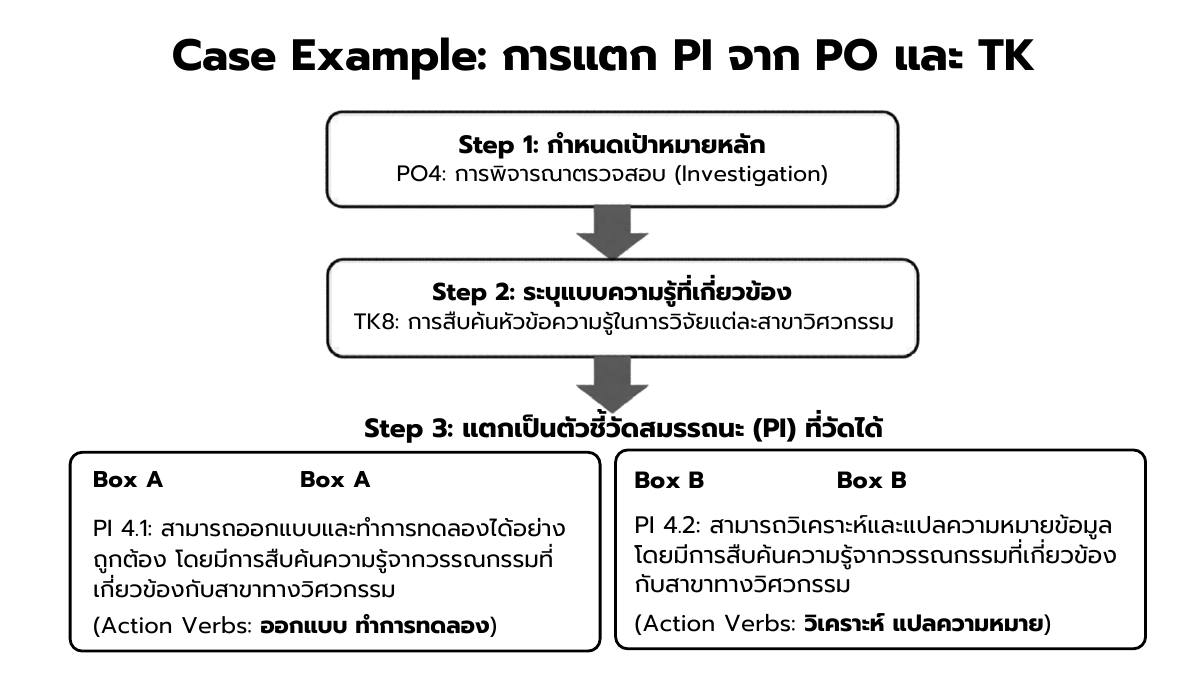 Case Example: การแตก PI จาก PO และ TK
Step 1: กำหนดเป้าหมายหลัก
PO4: การพิจารณาตรวจสอบ (Investigation)
Step 2: ระบุแบบความรู้ที่เกี่ยวข้อง
TK8: การสืบค้นหัวข้อความรู้ในการวิจัยแต่ละสาขาวิศวกรรม
Step 3: แตกเป็นตัวชี้วัดสมรรถนะ (PI) ที่วัดได้
Box A Box A
PI 4.1: สามารถออกแบบและทำการทดลองได้อย่าง
ถูกต้อง โดยมีการสืบค้นความรู้จากวรรณกรรมที่
เกี่ยวข้องกับสาขาทางวิศวกรรม
(Action Verbs: ออกแบบ ทำการทดลอง)
Box B Box B
PI 4.2: สามารถวิเคราะห์และแปลความหมายข้อมูล
โดยมีการสืบค้นความรู้จากวรรณกรรมที่เกี่ยวข้อง
กับสาขาทางวิศวกรรม
(Action Verbs: วิเคราะห์ แปลความหมาย)